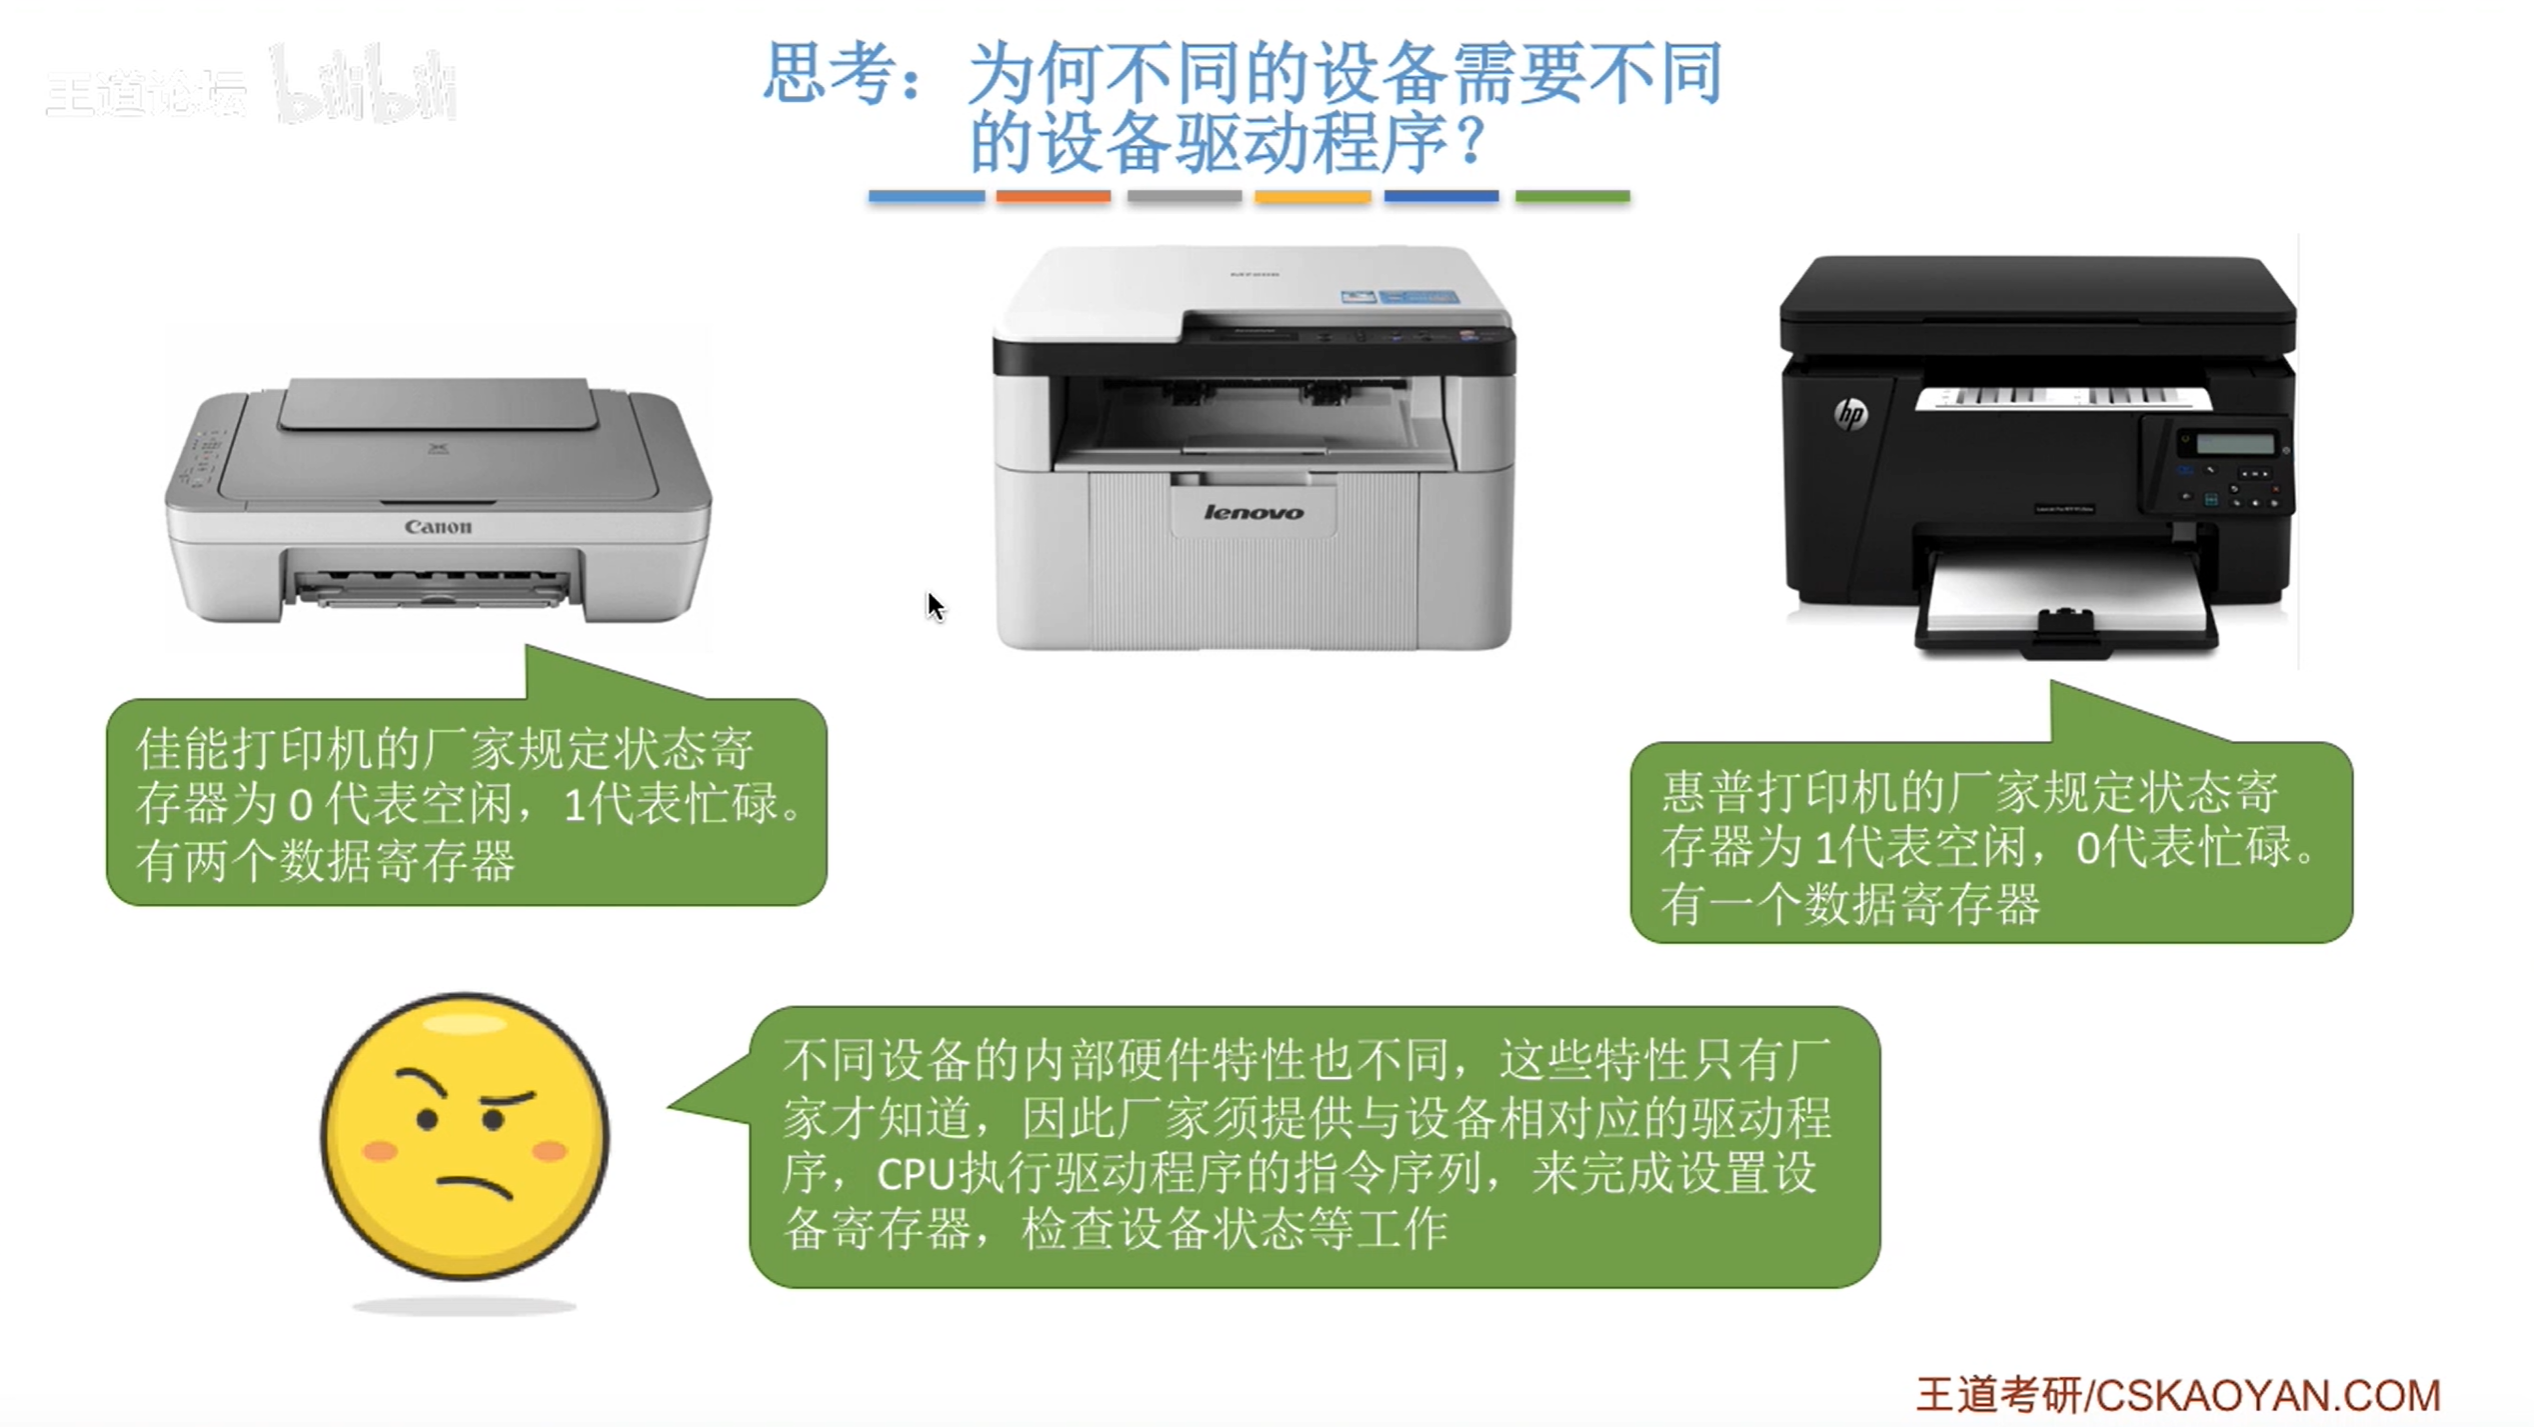 王道论坛 bilibili
思考：为何不同的设备需要不同
的设备驱动程序？
Canon
lenovo
hp
佳能打印机的厂家规定状态寄
存器为 0 代表空闲，1代表忙碌。
有两个数据寄存器
惠普打印机的厂家规定状态寄
存器为 1代表空闲，0代表忙碌。
有一个数据寄存器
不同设备的内部硬件特性也不同，这些特性只有厂
家才知道，因此厂家须提供与设备相对应的驱动程
序，CPU执行驱动程序的指令序列，来完成设置设
备寄存器，检查设备状态等工作
王道考研/CSKAOYAN.COM